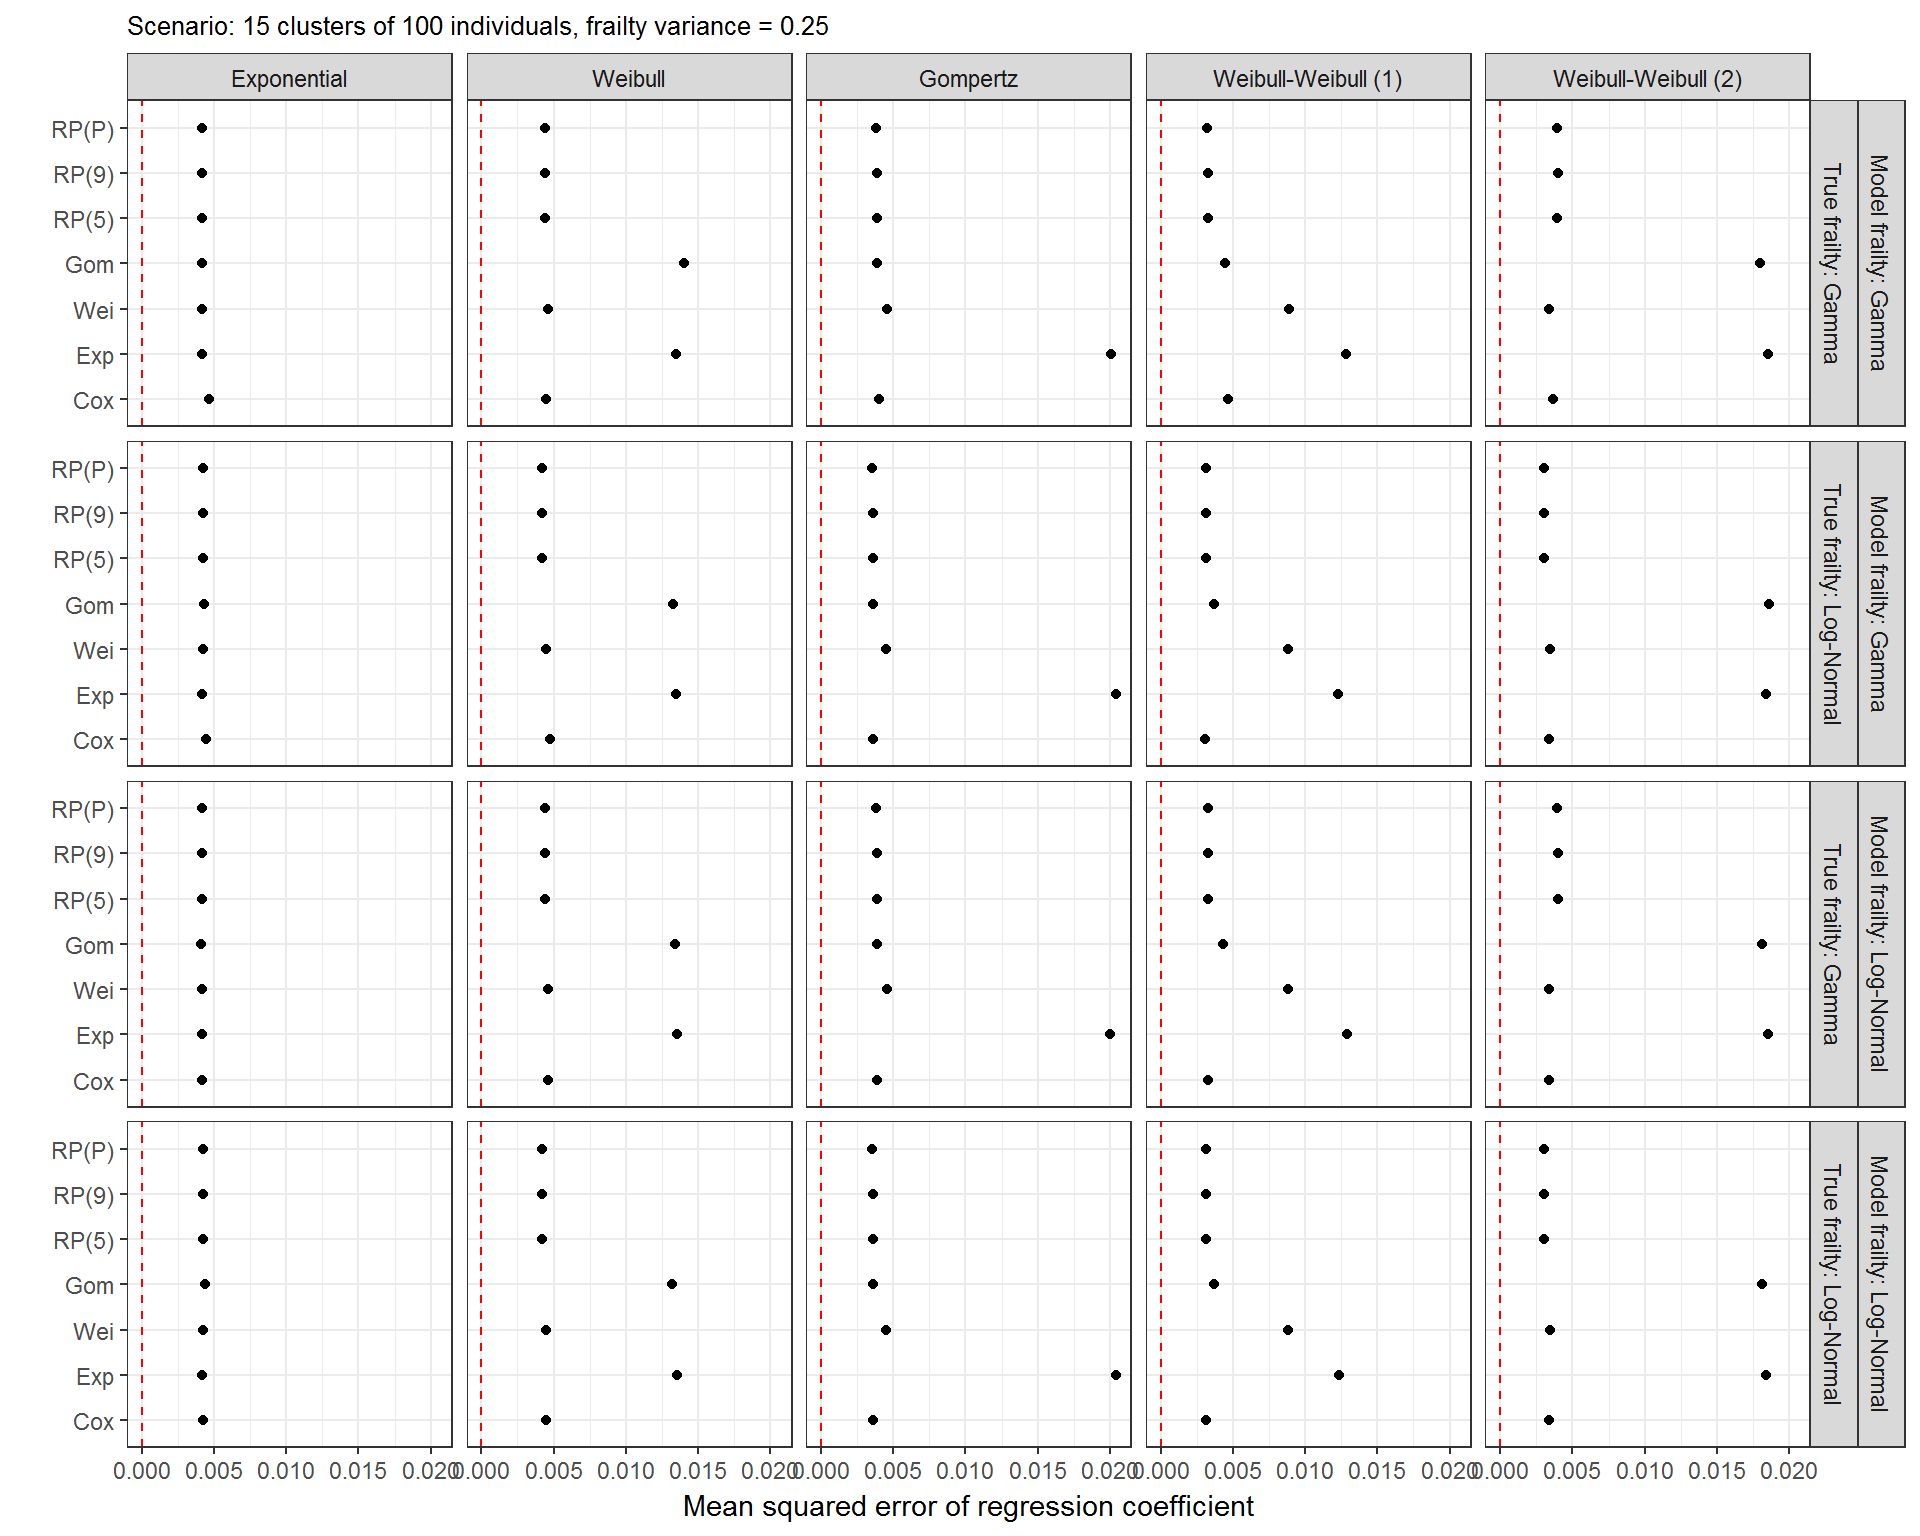 Scenario: 15 clusters of 100 individuals, frailty variance = 0.25
Exponential
Weibull
Gompertz
Weibull-Weibull (1)
Weibull-Weibull (2)
RP(P)
RP(9)
RP(5)
Gom
Wei
Exp
Cox
True frailty: Gamma
Model frailty: Gamma
RP(P)
RP(9)
RP(5)
Gom
Wei
Exp
Cox
True frailty: Log-Normal
Model frailty: Gamma
RP(P)
RP(9)
RP(5)
Gom
Wei
Exp
Cox
True frailty: Gamma
Model frailty: Log-Normal
RP(P)
RP(9)
RP(5)
Gom
Wei
Exp
Cox
True frailty: Log-Normal
Model frailty: Log-Normal
0.000 0.005 0.010 0.015 0.020 0.000 0.005 0.010 0.015 0.020 0.000 0.005 0.010 0.015 0.020 0.000 0.005 0.010 0.015 0.020 0.000 0.005 0.010 0.015 0.020
Mean squared error of regression coefficient